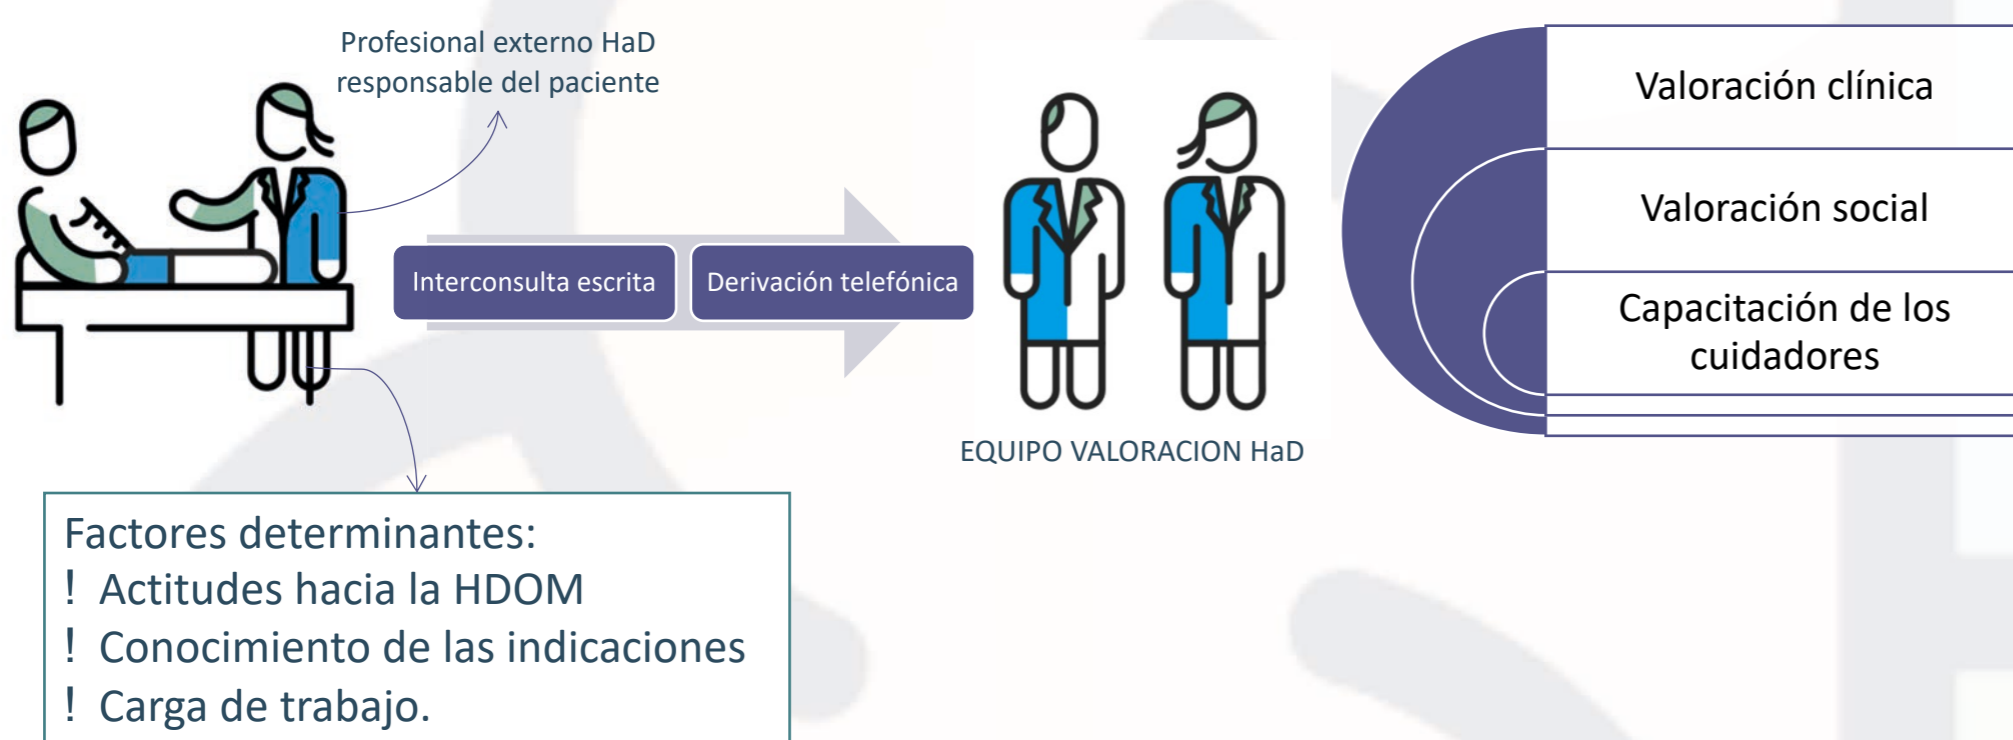 Profesional externo HaD
responsable del paciente
Interconsulta escrita
Derivación telefónica
EQUIPO VALORACION HaD
Valoración clínica
Valoración social
Capacitación de los
cuidadores
Factores determinantes:
! Actitudes hacia la HDOM
! Conocimiento de las indicaciones
! Carga de trabajo.